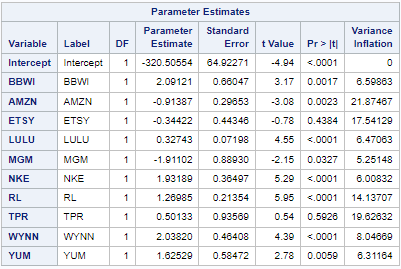 Parameter Estimates
Variable Label DF Parameter Estimate Standard Error t Value Pr > |t| Variance Inflation
Intercept Intercept 1 -320.50554 64.92271 -4.94 <.0001 0
BBWI BBWI 1 2.09121 0.66047 3.17 0.0017 6.59863
AMZN AMZN 1 -0.91387 0.29653 -3.08 0.0023 21.87467
ETSY ETSY 1 -0.34422 0.44346 -0.78 0.4384 17.54129
LULU LULU 1 0.32743 0.07198 4.55 <.0001 6.47063
MGM MGM 1 -1.91102 0.88930 -2.15 0.0327 5.25148
NKE NKE 1 1.93189 0.36497 5.29 <.0001 6.00832
RL RL 1 1.26985 0.21354 5.95 <.0001 14.13707
TPR TPR 1 0.50133 0.93569 0.54 0.5926 19.62632
WYNN WYNN 1 2.03820 0.46408 4.39 <.0001 8.04669
YUM YUM 1 1.62529 0.58472 2.78 0.0059 6.31164